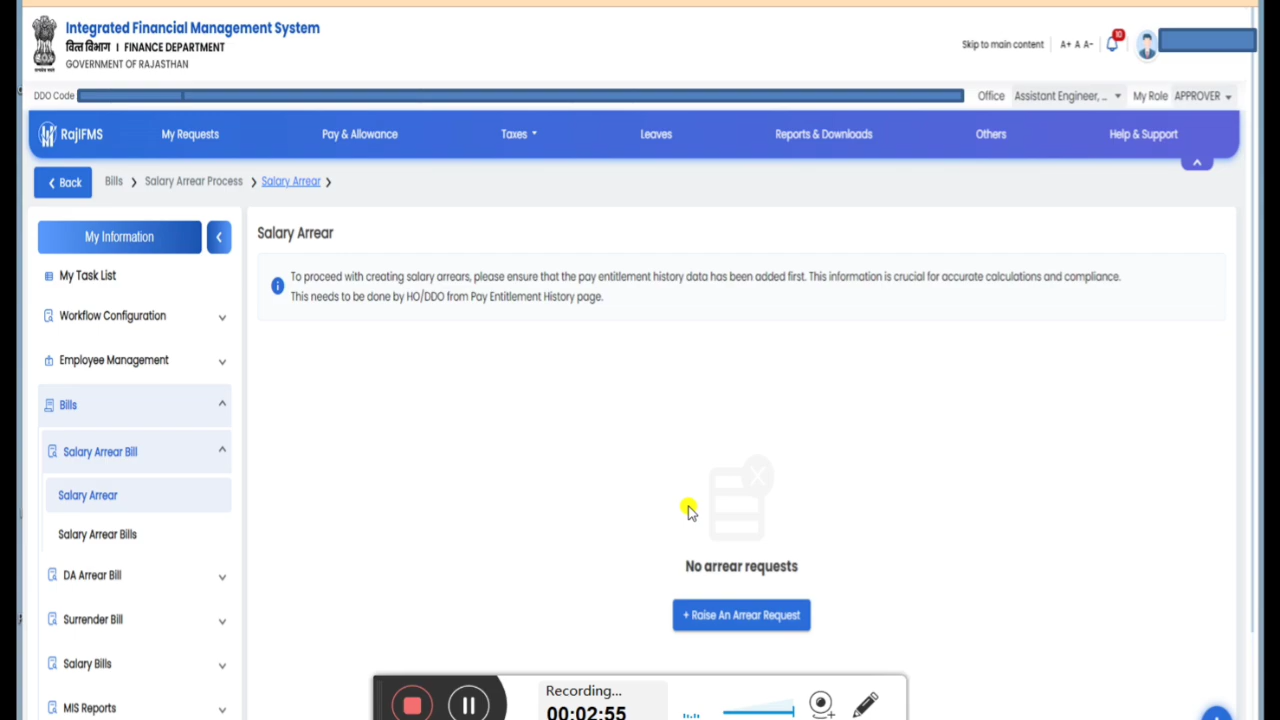 Integrated Financial Management System
वित्त विभाग | FINANCE DEPARTMENT
GOVERNMENT OF RAJASTHAN
Skip to main content A+ A A- 10
DDO Code Office Assistant Engineer, ... My Role APPROVER
RajIFMS My Requests Pay & Allowance Taxes Leaves Reports & Downloads Others Help & Support
Back Bills Salary Arrear Process Salary Arrear
My Information
My Task List
Workflow Configuration
Employee Management
Bills
Salary Arrear Bill
Salary Arrear
Salary Arrear Bills
DA Arrear Bill
Surrender Bill
Salary Bills
MIS Reports
Salary Arrear
To proceed with creating salary arrears, please ensure that the pay entitlement history data has been added first. This information is crucial for accurate calculations and compliance.
This needs to be done by HO/DDO from Pay Entitlement History page.
No arrear requests
+ Raise An Arrear Request
Recording...
00:02:55